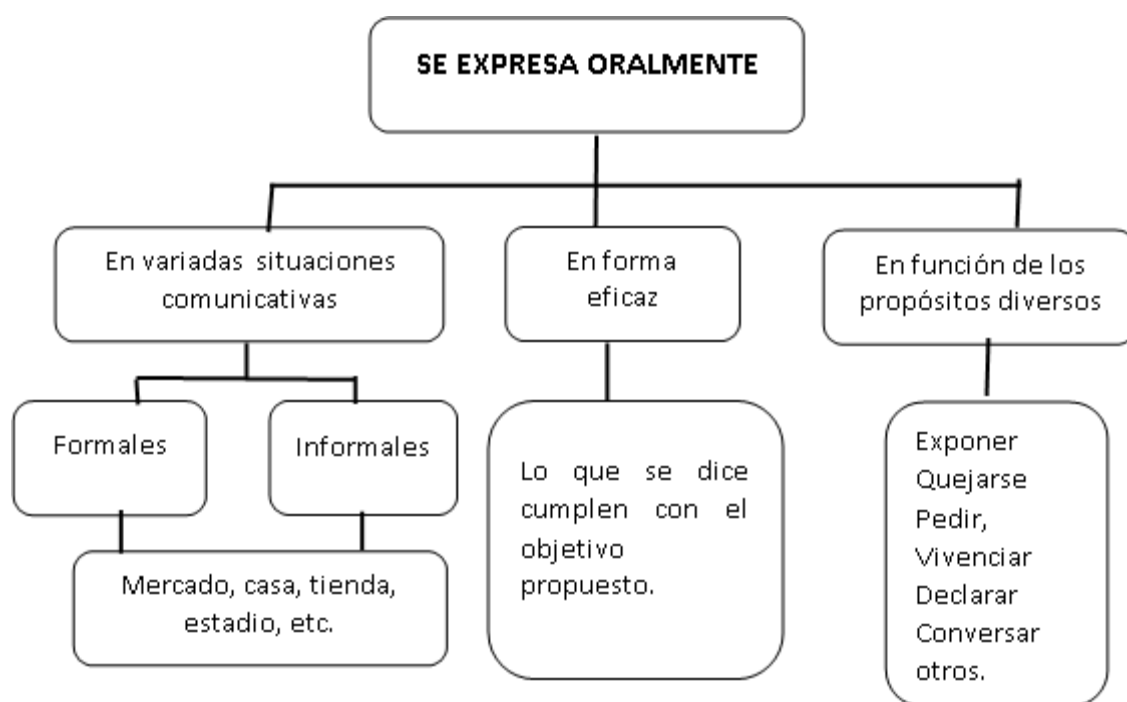 SE EXPRESA ORALMENTE
En variadas situaciones
comunicativas
En forma
eficaz
En función de los
propósitos diversos
Formales
Informales
Mercado, casa, tienda,
estadio, etc.
Lo que se dice
cumplen con el
objetivo
propuesto.
Exponer
Quejarse
Pedir,
Vivenciar
Declarar
Conversar
otros.